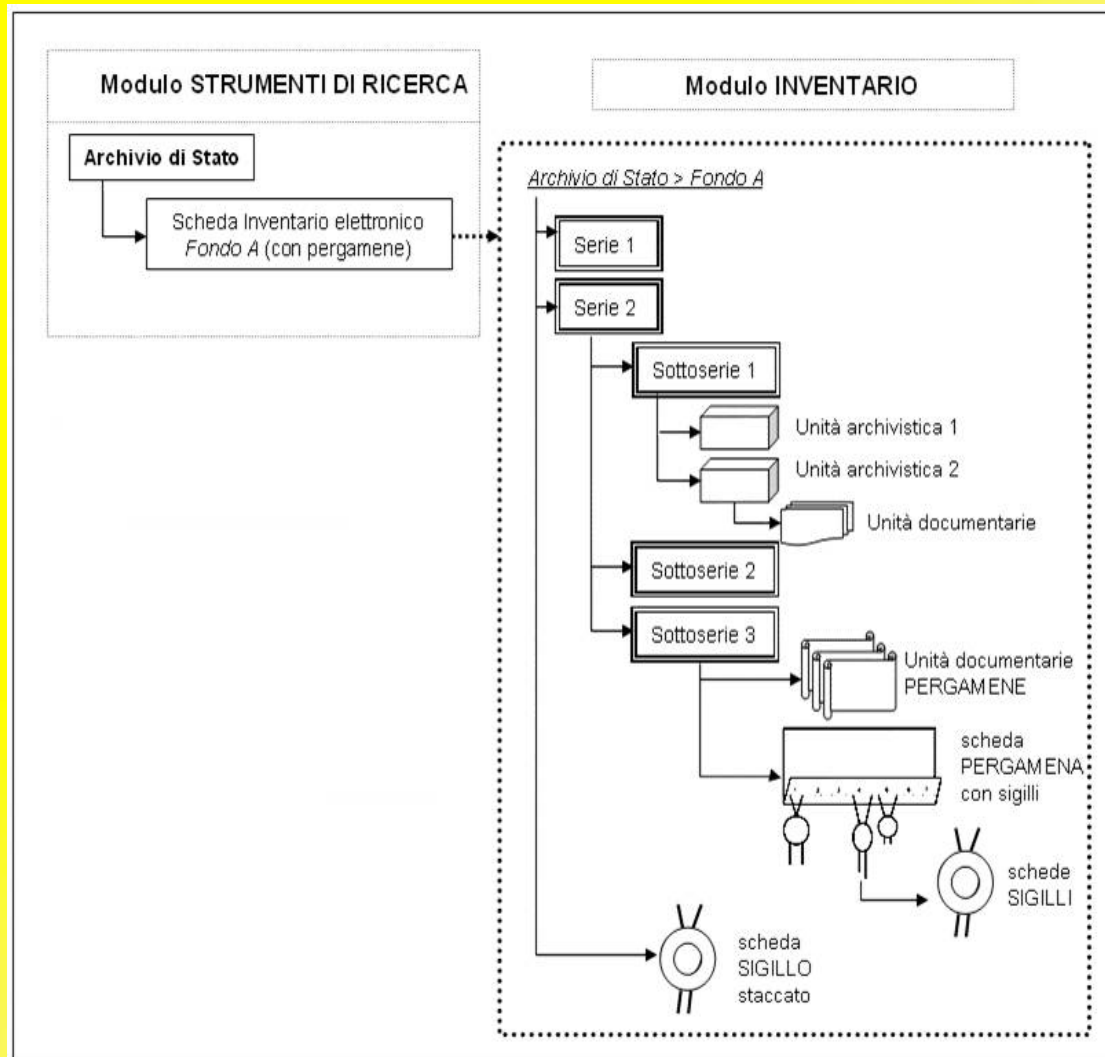 Modulo STRUMENTI DI RICERCA
Archivio di Stato
Scheda Inventario elettronico
Fondo A (con pergamene)
Modulo INVENTARIO
Archivio di Stato > Fondo A
Serie 1
Serie 2
Sottoserie 1
Unità archivistica 1
Unità archivistica 2
Unità documentarie
Sottoserie 2
Sottoserie 3
Unità documentarie
PERGAMENE
scheda
PERGAMENA
con sigilli
schede
SIGILLI
scheda
SIGILLO
staccato